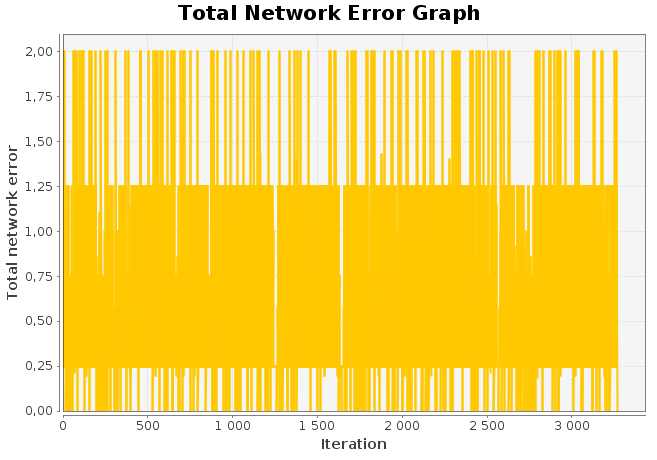 Total Network Error Graph
Total network error
2,00
1,75
1,50
1,25
1,00
0,75
0,50
0,25
0,00
0 500 1 000 1 500 2 000 2 500 3 000
Iteration